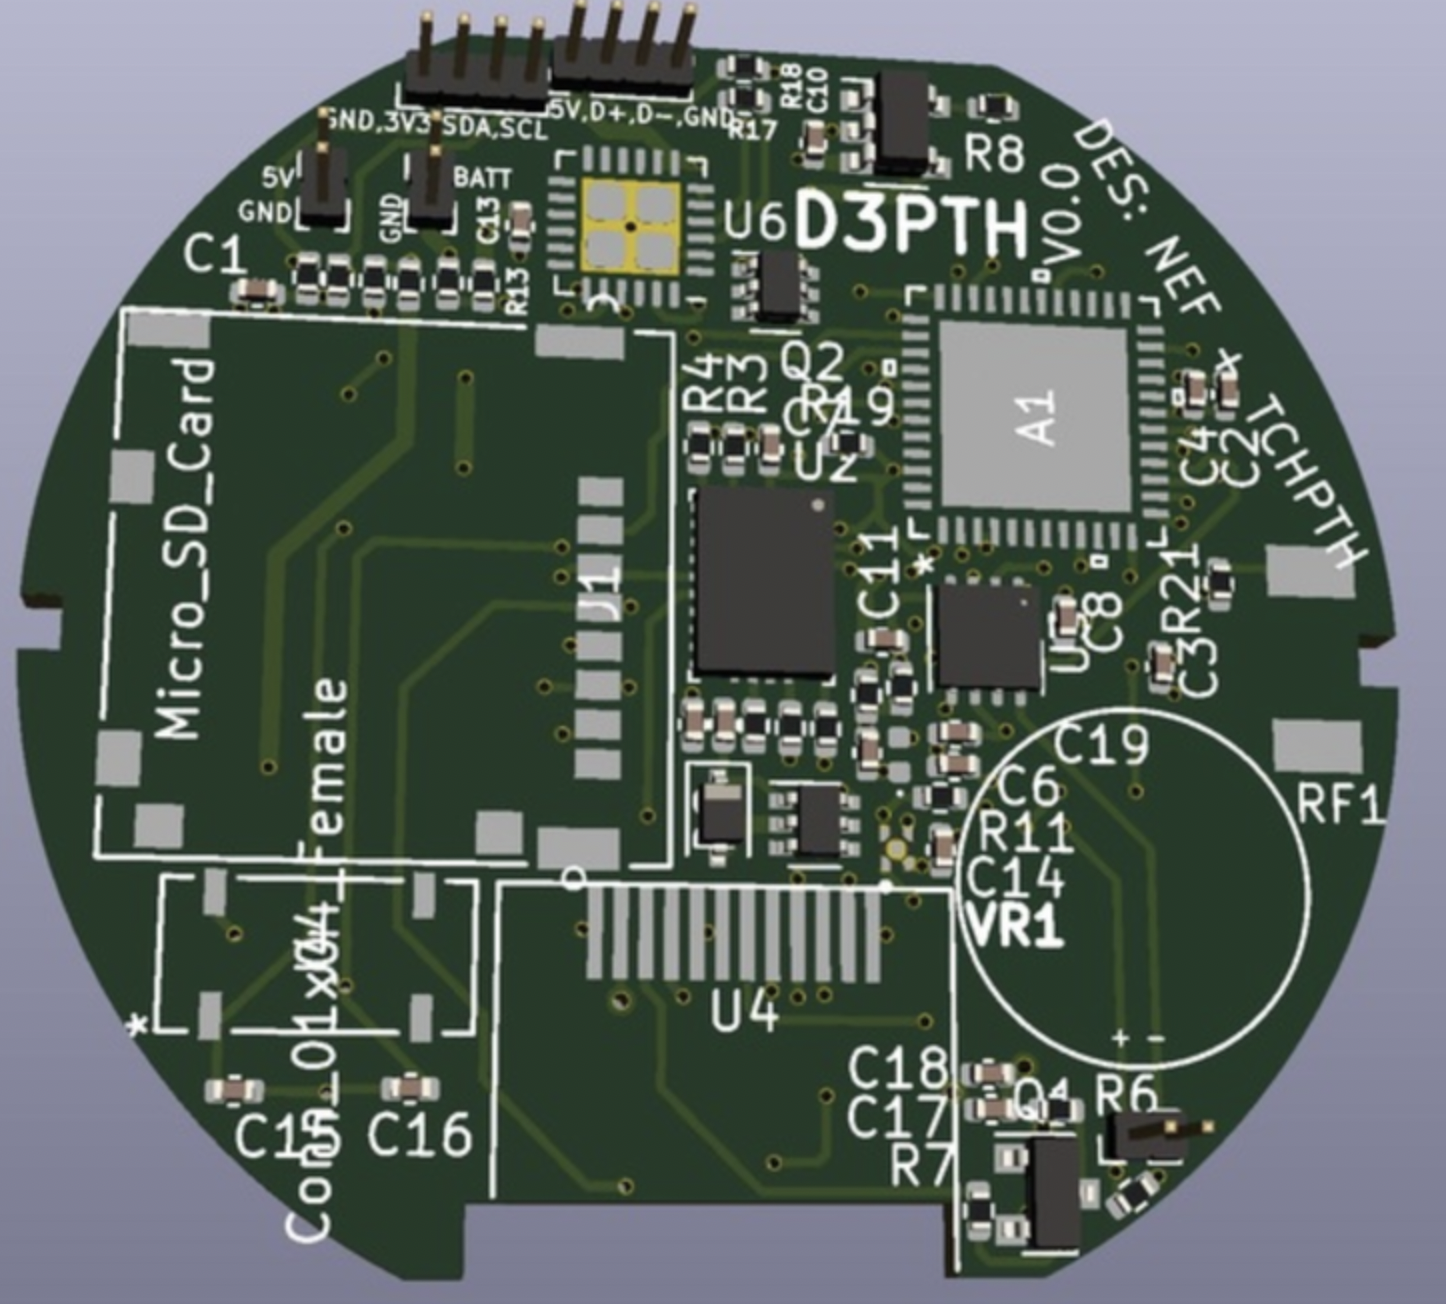 GND,3V3,SDA,SCL
5V,D+,D-,GND
R18
C10
R17
R8
5V
GND
BATT
GND
C13
R13
C1
U6
D3PTH
V0.0
DES: NEF
+
TCHPTH
Micro_SD_Card
J1
R4
R3
Q2
R19
C7
U2
A1
C4
C2
C11
*
C8
R21
C3
C19
C6
R11
C14
VR1
RF1
+ -
*
Conn_01x04_Female
U4
C15
C16
C18
C17
R7
Q1
R6